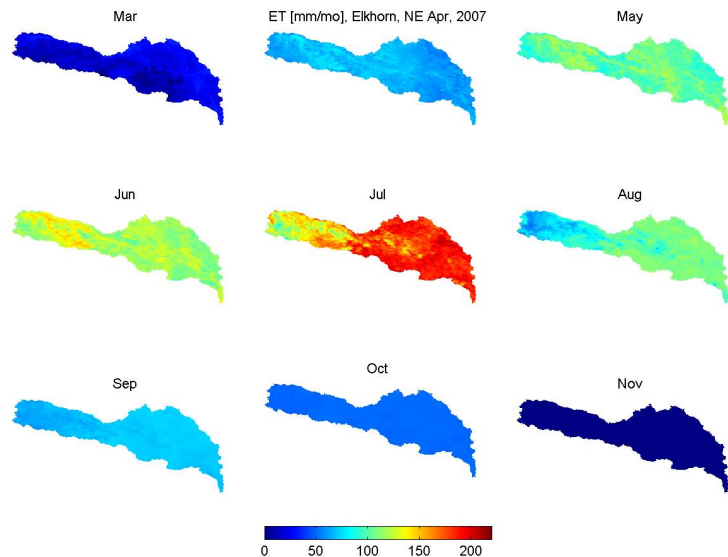 Mar
ET [mm/mo], Elkhorn, NE Apr, 2007
May
Jun
Jul
Aug
Sep
Oct
Nov
0 50 100 150 200